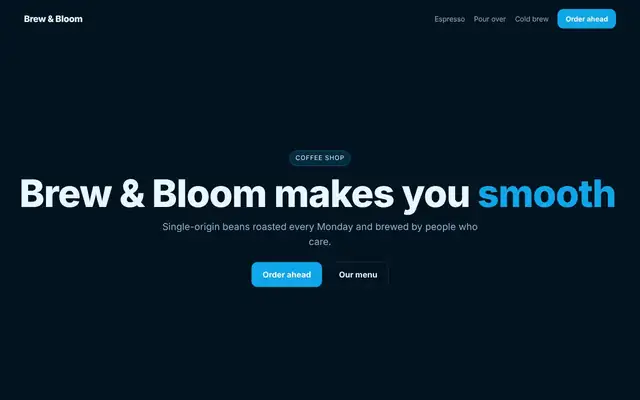 Brew & Bloom
Espresso
Pour over
Cold brew
Order ahead
COFFEE SHOP
Brew & Bloom makes you smooth
Single-origin beans roasted every Monday and brewed by people who
care.
Order ahead
Our menu